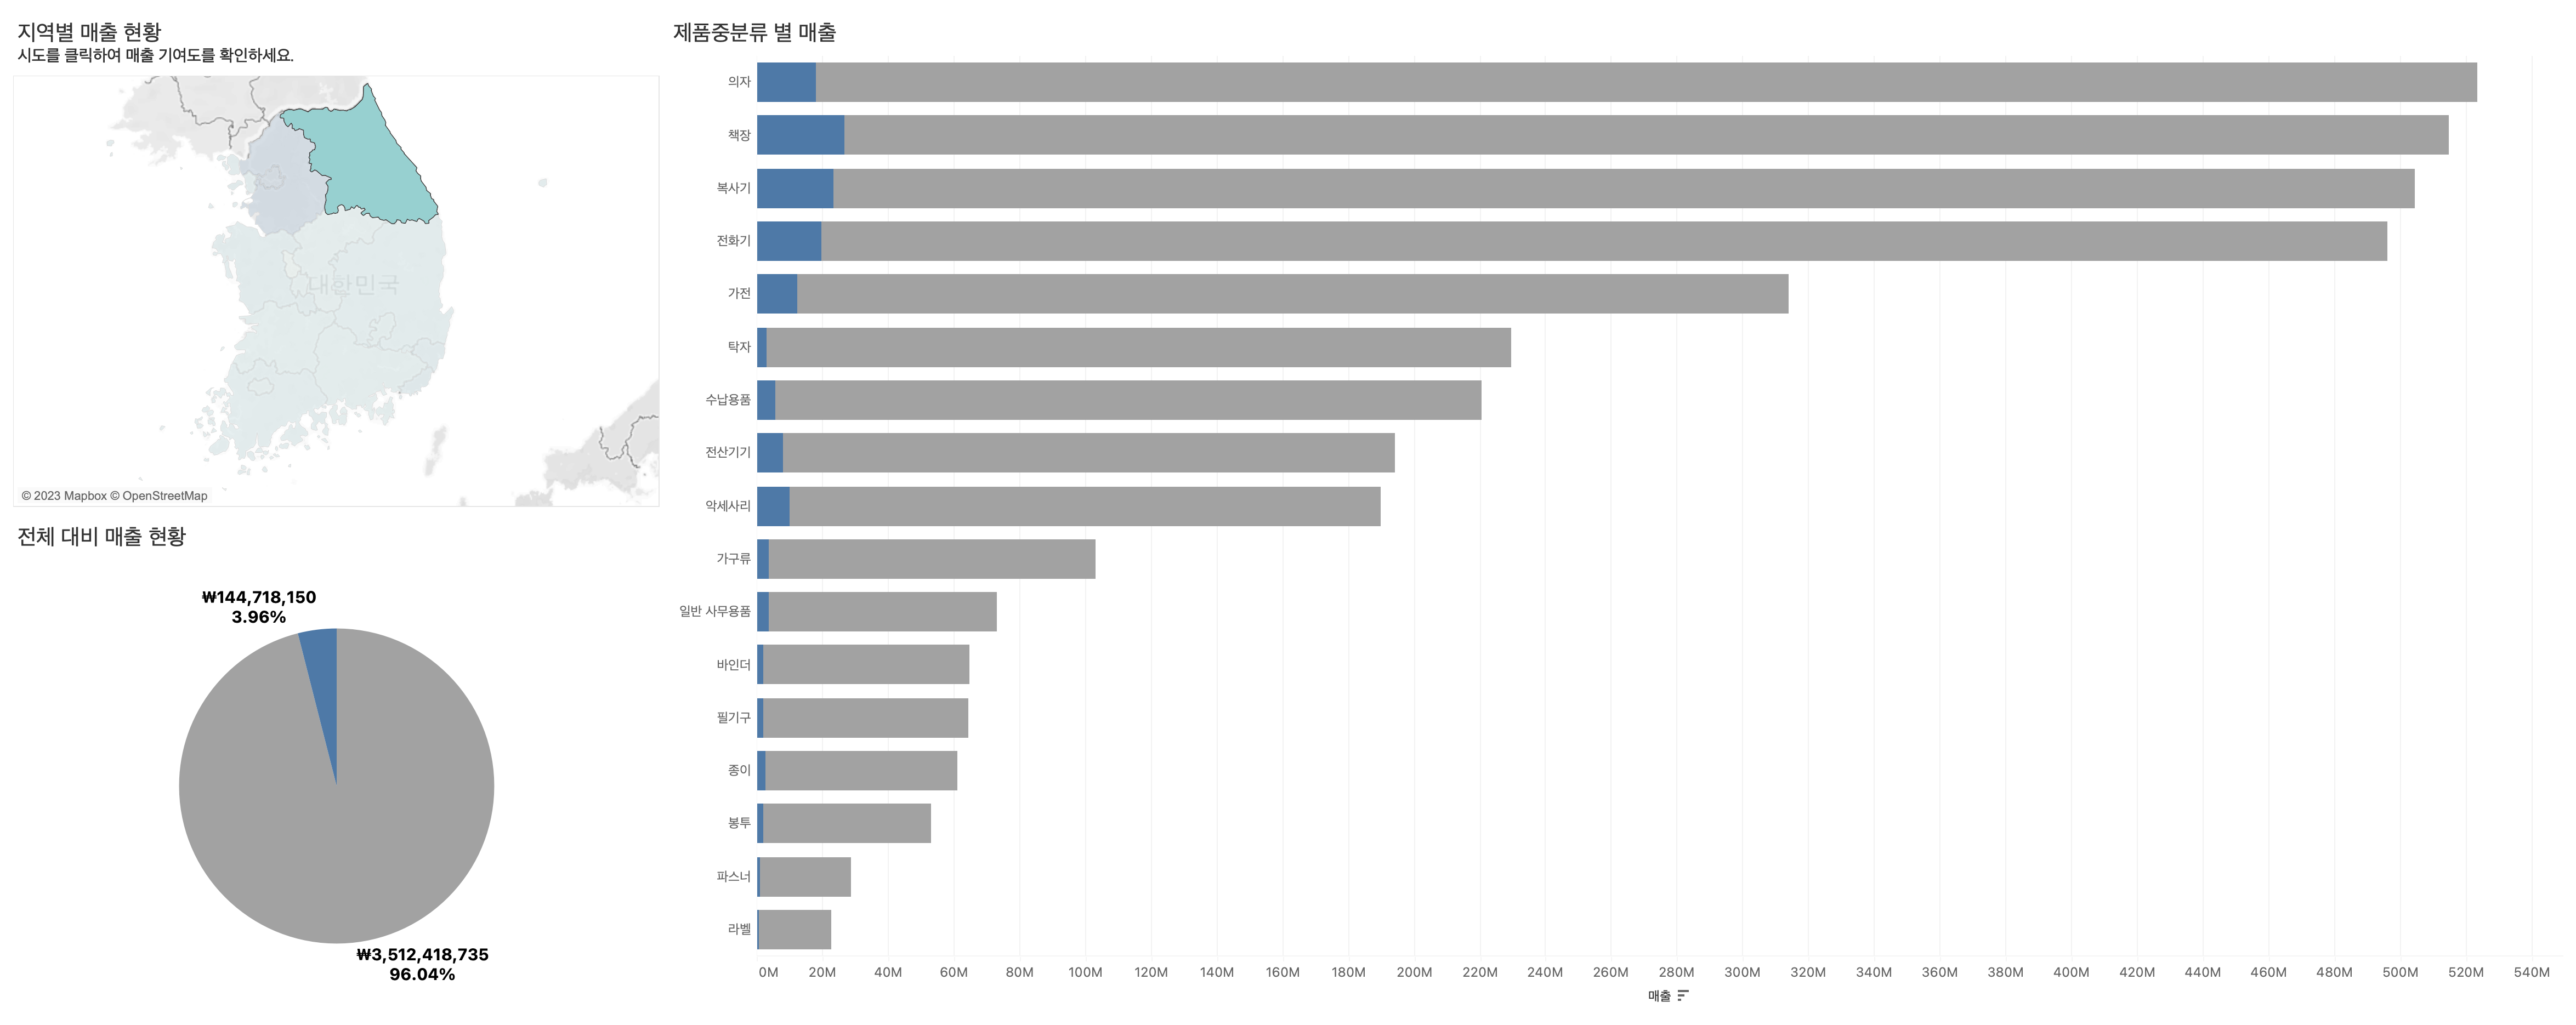 지역별 매출 현황
시도를 클릭하여 매출 기여도를 확인하세요.
대한민국
© 2023 Mapbox © OpenStreetMap
전체 대비 매출 현황
₩144,718,150
3.96%
₩3,512,418,735
96.04%
제품중분류 별 매출
의자
책장
복사기
전화기
가전
탁자
수납용품
전산기기
악세사리
가구류
일반 사무용품
바인더
필기구
종이
봉투
파스너
라벨
0M 20M 40M 60M 80M 100M 120M 140M 160M 180M 200M 220M 240M 260M 280M 300M 320M 340M 360M 380M 400M 420M 440M 460M 480M 500M 520M 540M
매출